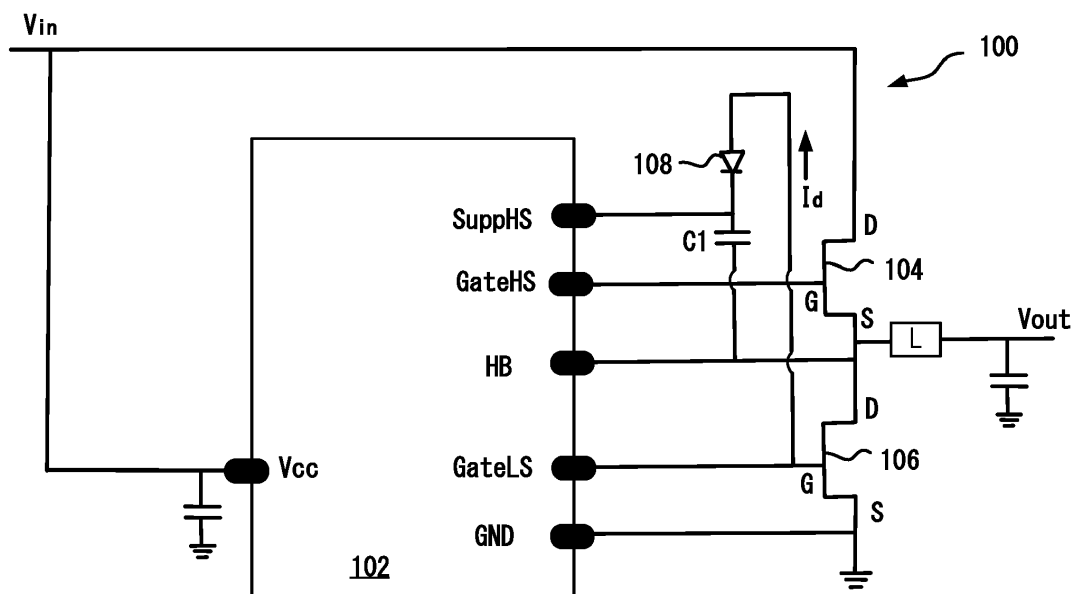 Vin
100
108
Id
SuppHS
D
C1
GateHS
104
G
S
Vout
L
HB
D
Vcc
GateLS
106
G
S
GND
102